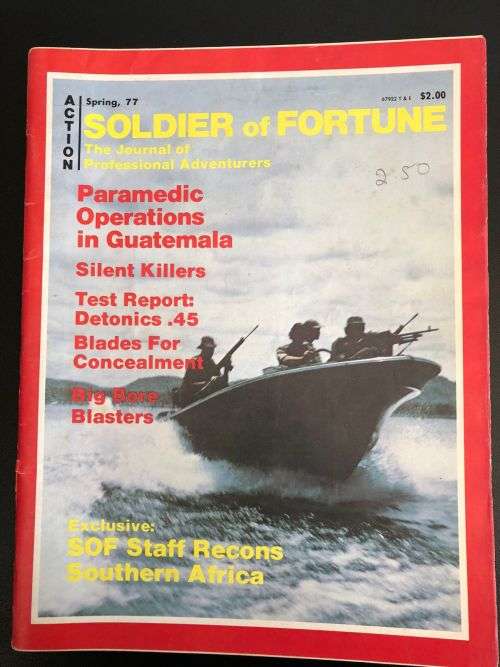 ACTION
Spring, 77
07922 T & L $2.00
SOLDIER of FORTUNE
The Journal of
Professional Adventurers
2.50
Paramedic
Operations
in Guatemala
Silent Killers
Test Report:
Detonics .45
Blades For
Concealment
Big Bore
Blasters
Exclusive:
SOF Staff Recons
Southern Africa